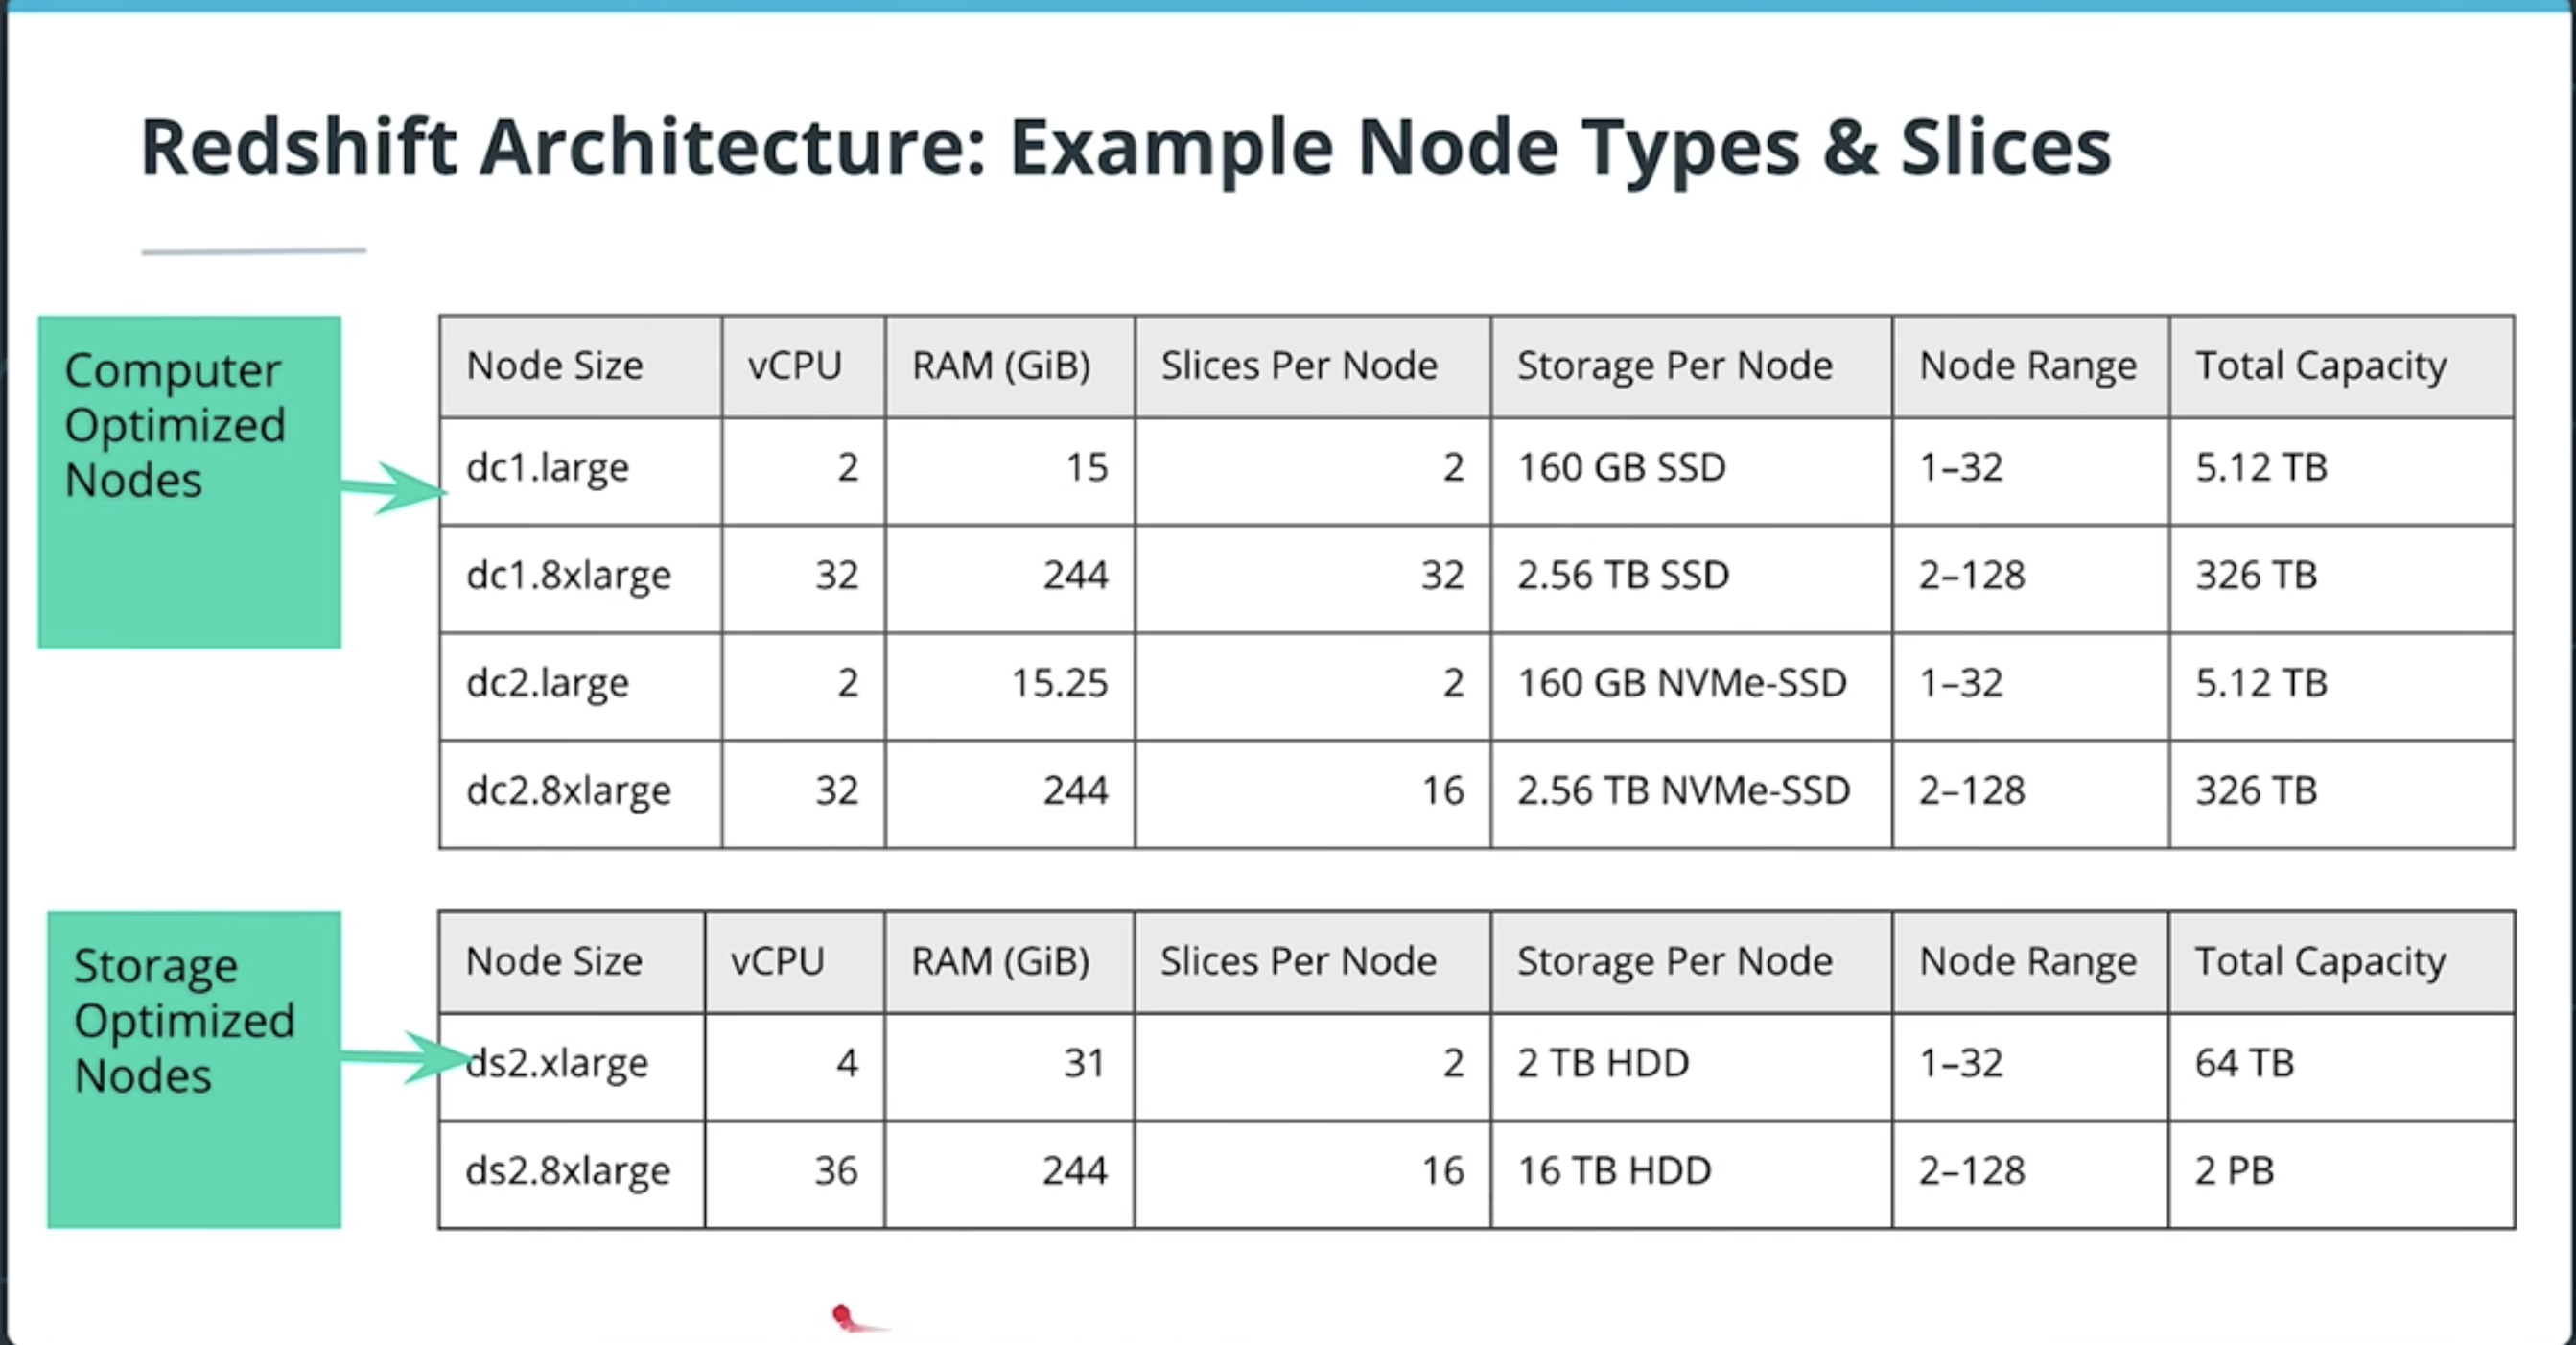 Redshift Architecture: Example Node Types & Slices
Computer
Optimized
Nodes
Node Size vCPU RAM (GiB) Slices Per Node Storage Per Node Node Range Total Capacity
dc1.large 2 15 2 160 GB SSD 1–32 5.12 TB
dc1.8xlarge 32 244 32 2.56 TB SSD 2–128 326 TB
dc2.large 2 15.25 2 160 GB NVMe-SSD 1–32 5.12 TB
dc2.8xlarge 32 244 16 2.56 TB NVMe-SSD 2–128 326 TB
Storage
Optimized
Nodes
Node Size vCPU RAM (GiB) Slices Per Node Storage Per Node Node Range Total Capacity
ds2.xlarge 4 31 2 2 TB HDD 1–32 64 TB
ds2.8xlarge 36 244 16 16 TB HDD 2–128 2 PB